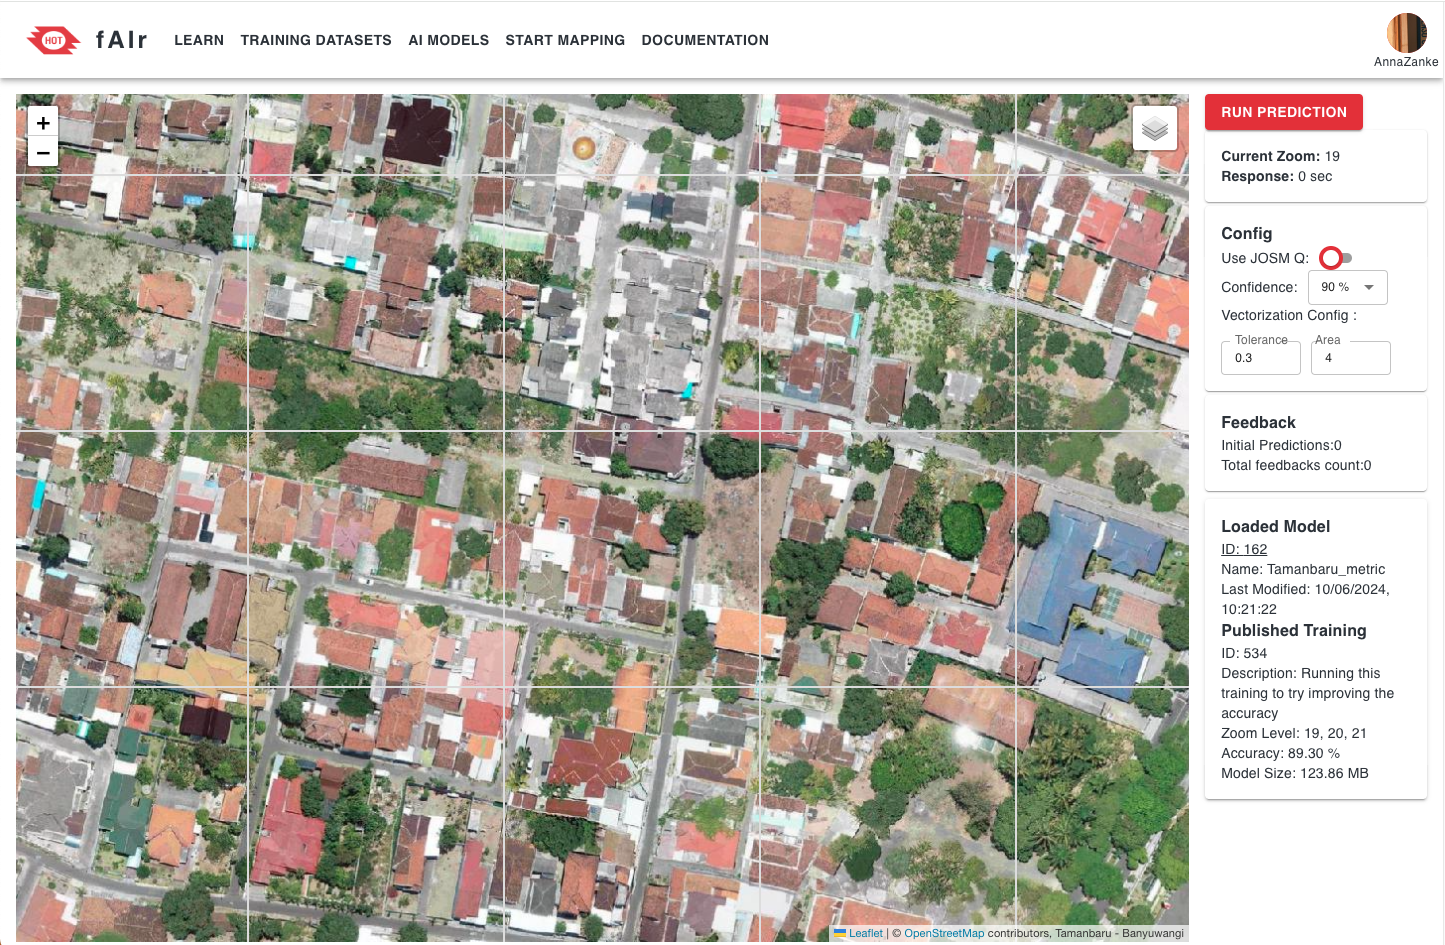 HOT
fAIr
LEARN
TRAINING DATASETS
AI MODELS
START MAPPING
DOCUMENTATION
AnnaZanke
+
−
RUN PREDICTION
Current Zoom: 19
Response: 0 sec
Config
Use JOSM Q:
Confidence: 90 %
Vectorization Config :
Tolerance Area
0.3 4
Feedback
Initial Predictions:0
Total feedbacks count:0
Loaded Model
ID: 162
Name: Tamanbaru_metric
Last Modified: 10/06/2024,
10:21:22
Published Training
ID: 534
Description: Running this
training to try improving the
accuracy
Zoom Level: 19, 20, 21
Accuracy: 89.30 %
Model Size: 123.86 MB
Leaflet | © OpenStreetMap contributors, Tamanbaru - Banyuwangi